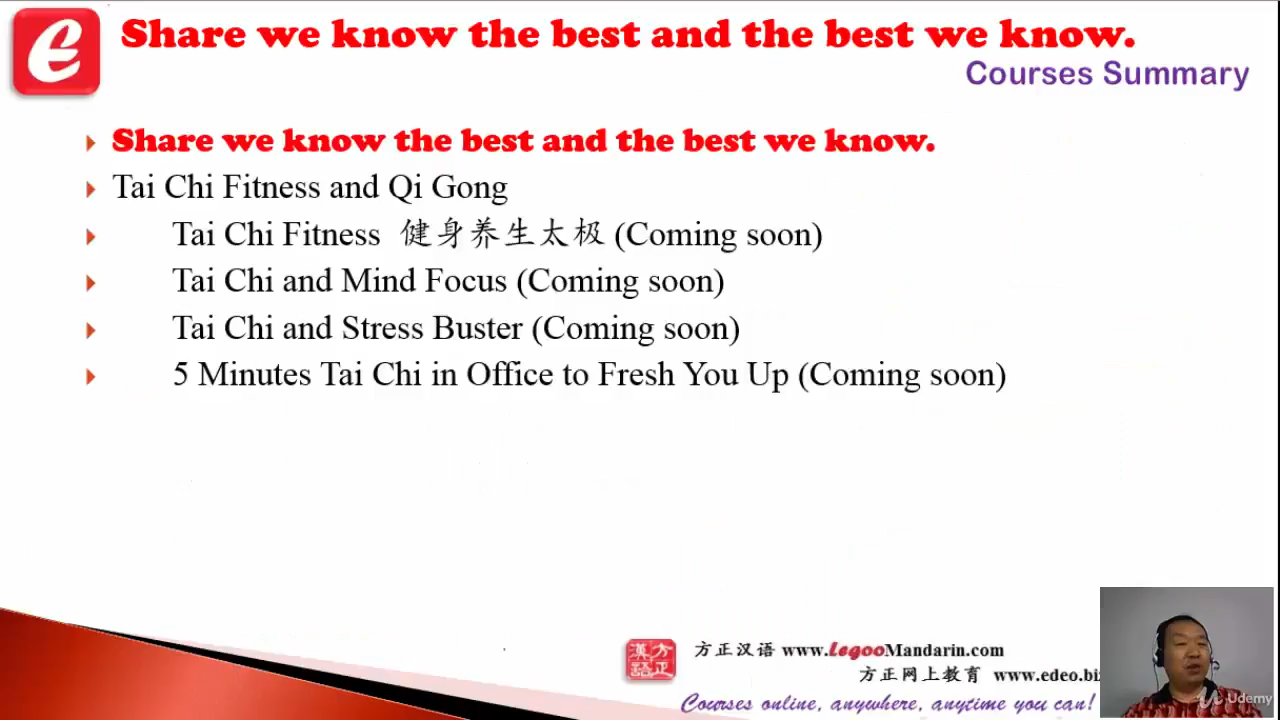 Share we know the best and the best we know.
Courses Summary
Share we know the best and the best we know.
Tai Chi Fitness and Qi Gong
Tai Chi Fitness 健身养生太极 (Coming soon)
Tai Chi and Mind Focus (Coming soon)
Tai Chi and Stress Buster (Coming soon)
5 Minutes Tai Chi in Office to Fresh You Up (Coming soon)
漢語方正
方正汉语 www.LegooMandarin.com
方正网上教育 www.edeo.bi
Courses online, anywhere, anytime you can!
Udemy